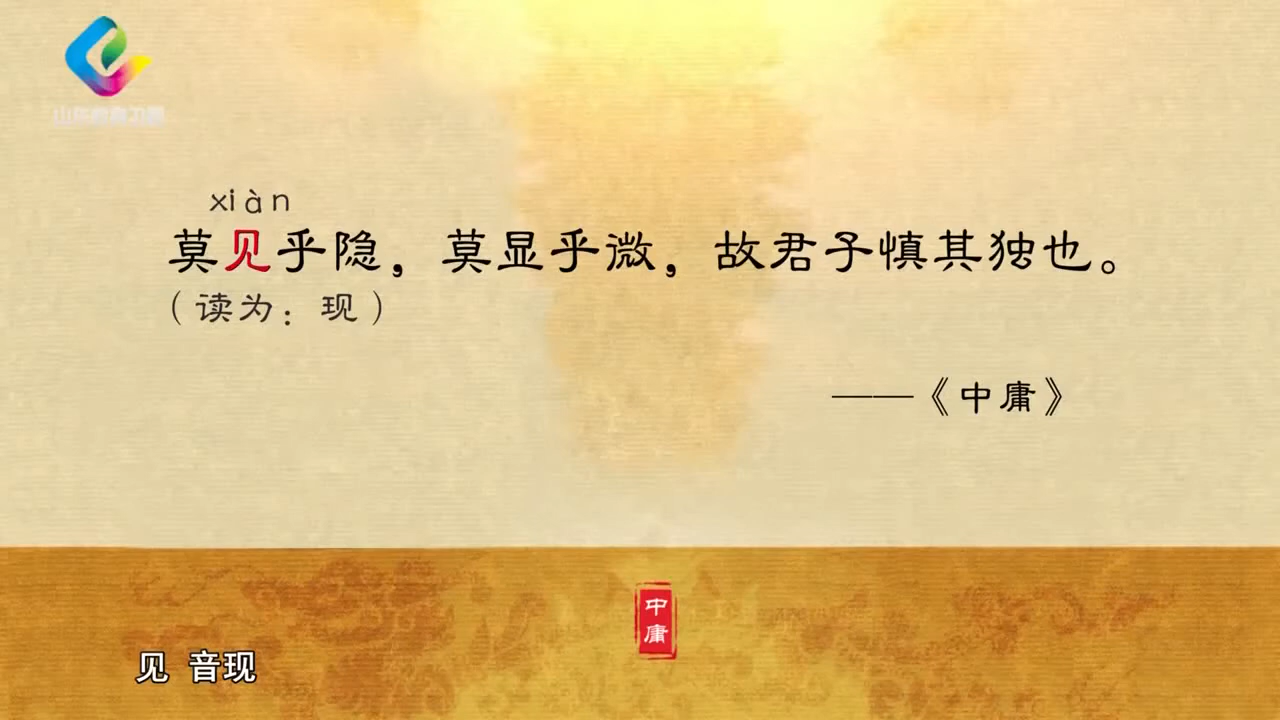 xiàn
莫见乎隐，莫显乎微，故君子慎其独也。
（读为：现）
——《中庸》
中庸
见 音现